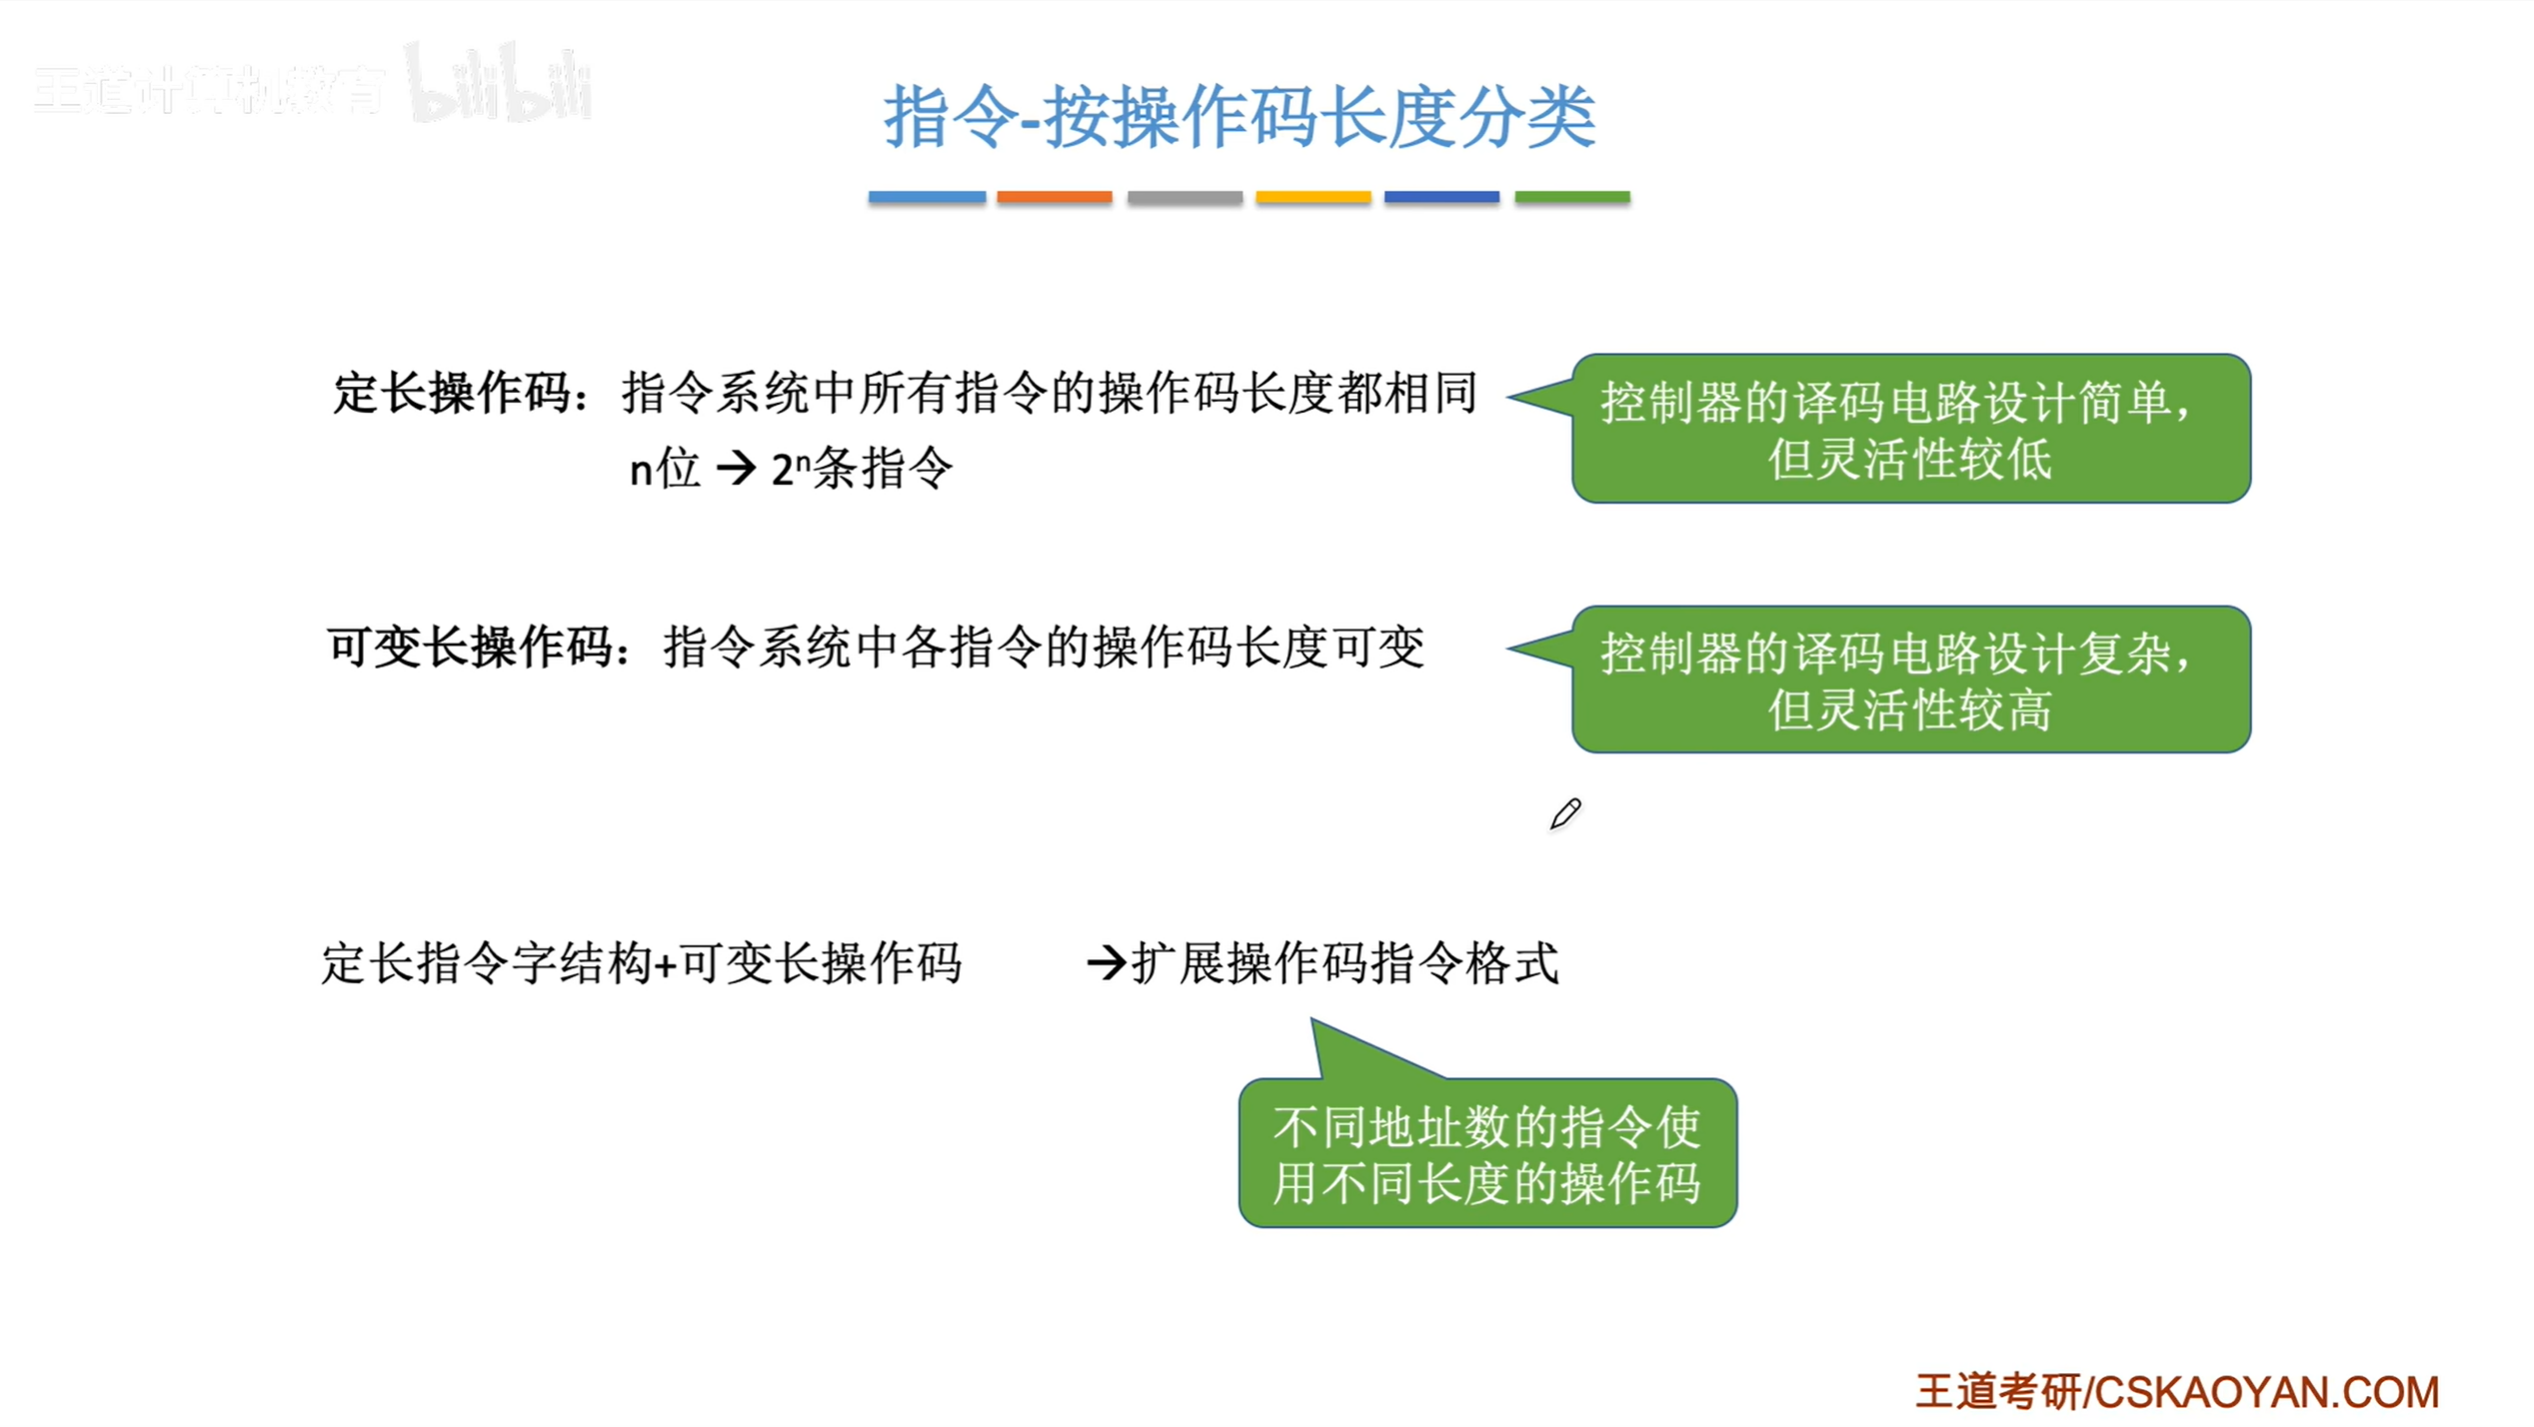 王道计算机教育 bilibili
指令-按操作码长度分类
定长操作码：指令系统中所有指令的操作码长度都相同
n位 → 2ⁿ条指令
控制器的译码电路设计简单，
但灵活性较低
可变长操作码：指令系统中各指令的操作码长度可变
控制器的译码电路设计复杂，
但灵活性较高
定长指令字结构+可变长操作码 →扩展操作码指令格式
不同地址数的指令使
用不同长度的操作码
王道考研/CSKAOYAN.COM